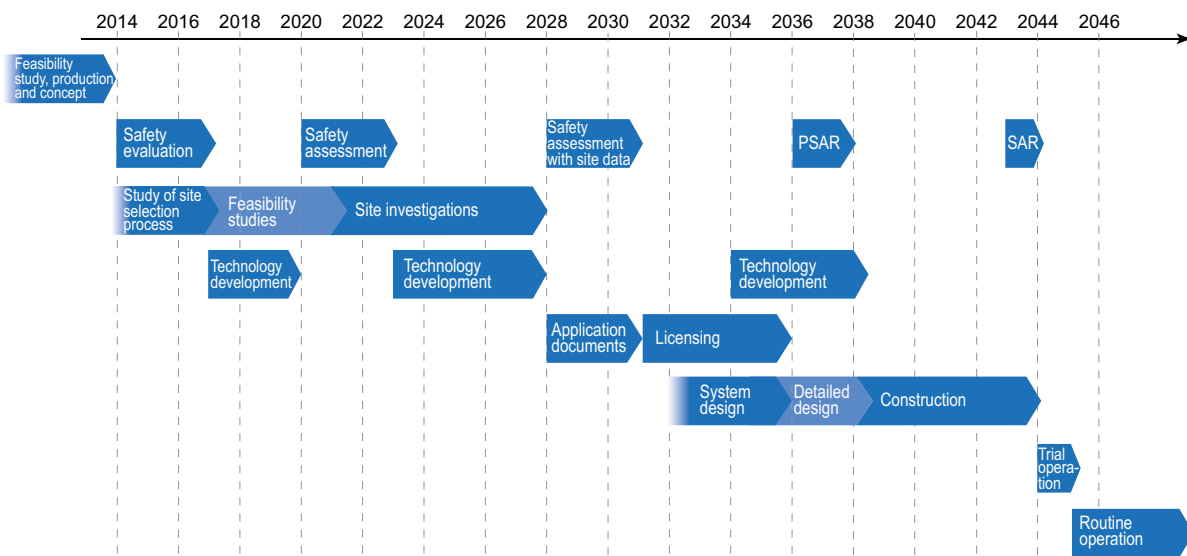 2014 2016 2018 2020 2022 2024 2026 2028 2030 2032 2034 2036 2038 2040 2042 2044 2046
Feasibility
study, production
and concept
Safety
evaluation
Safety
assessment
Safety
assessment
with site data
PSAR
SAR
Study of site
selection
process
Feasibility
studies
Site investigations
Technology
development
Technology
development
Technology
development
Application
documents
Licensing
System
design
Detailed
design
Construction
Trial
opera-
tion
Routine
operation